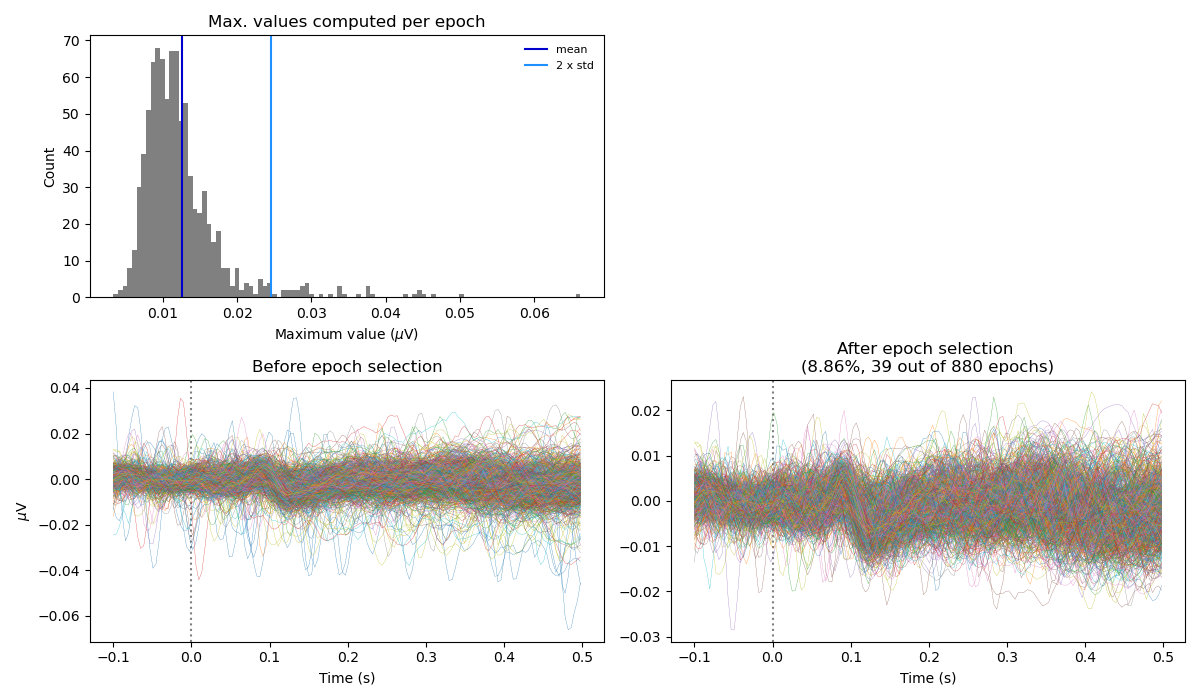 Max. values computed per epoch
70
60
50
40
30
20
10
0
Count
mean
2 x std
0.01 0.02 0.03 0.04 0.05 0.06
Maximum value (μV)
Before epoch selection
0.04
0.02
0.00
−0.02
−0.04
−0.06
μV
−0.1 0.0 0.1 0.2 0.3 0.4 0.5
Time (s)
After epoch selection
(8.86%, 39 out of 880 epochs)
0.02
0.01
0.00
−0.01
−0.02
−0.03
−0.1 0.0 0.1 0.2 0.3 0.4 0.5
Time (s)